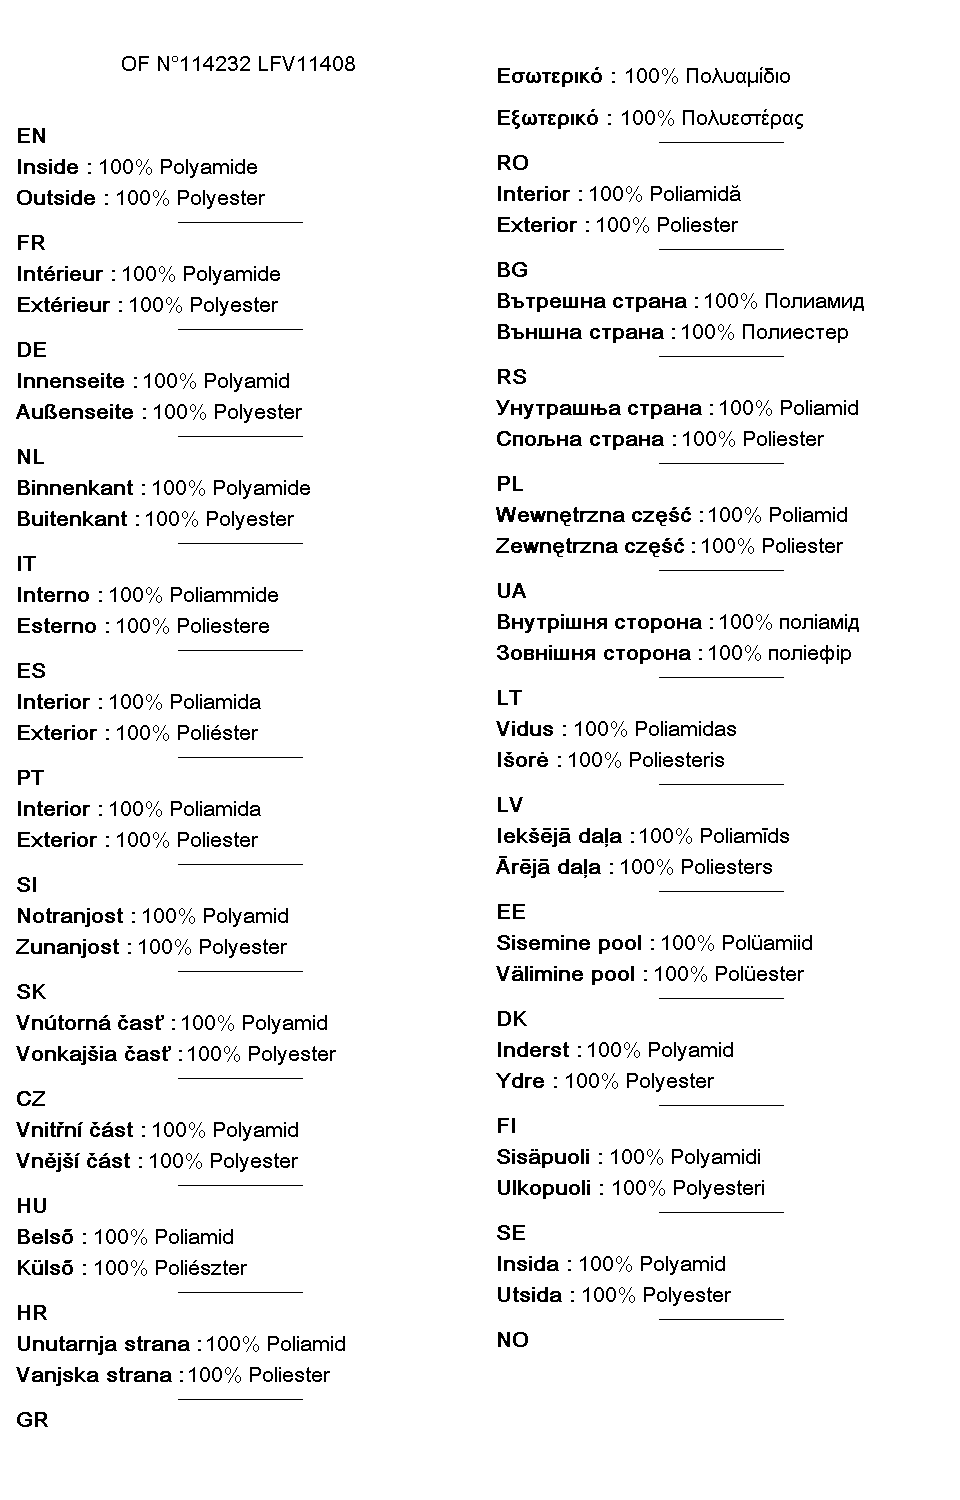 OF N°114232 LFV11408
EN
Inside : 100% Polyamide
Outside : 100% Polyester
FR
Intérieur : 100% Polyamide
Extérieur : 100% Polyester
DE
Innenseite : 100% Polyamid
Außenseite : 100% Polyester
NL
Binnenkant : 100% Polyamide
Buitenkant : 100% Polyester
IT
Interno : 100% Poliammide
Esterno : 100% Poliestere
ES
Interior : 100% Poliamida
Exterior : 100% Poliéster
PT
Interior : 100% Poliamida
Exterior : 100% Poliester
SI
Notranjost : 100% Polyamid
Zunanjost : 100% Polyester
SK
Vnútorná časť : 100% Polyamid
Vonkajšia časť : 100% Polyester
CZ
Vnitřní část : 100% Polyamid
Vnější část : 100% Polyester
HU
Belsõ : 100% Poliamid
Külsõ : 100% Poliészter
HR
Unutarnja strana : 100% Poliamid
Vanjska strana : 100% Poliester
GR
Εσωτερικό : 100% Πολυαμίδιο
Εξωτερικό : 100% Πολυεστέρας
RO
Interior : 100% Poliamidă
Exterior : 100% Poliester
BG
Вътрешна страна : 100% Полиамид
Външна страна : 100% Полиестер
RS
Унутрашња страна : 100% Poliamid
Спољна страна : 100% Poliester
PL
Wewnętrzna część : 100% Poliamid
Zewnętrzna część : 100% Poliester
UA
Внутрішня сторона : 100% поліамід
Зовнішня сторона : 100% поліефір
LT
Vidus : 100% Poliamidas
Išorė : 100% Poliesteris
LV
Iekšējā daļa : 100% Poliamīds
Ārējā daļa : 100% Poliesters
EE
Sisemine pool : 100% Polüamiid
Välimine pool : 100% Polüester
DK
Inderst : 100% Polyamid
Ydre : 100% Polyester
FI
Sisäpuoli : 100% Polyamidi
Ulkopuoli : 100% Polyesteri
SE
Insida : 100% Polyamid
Utsida : 100% Polyester
NO